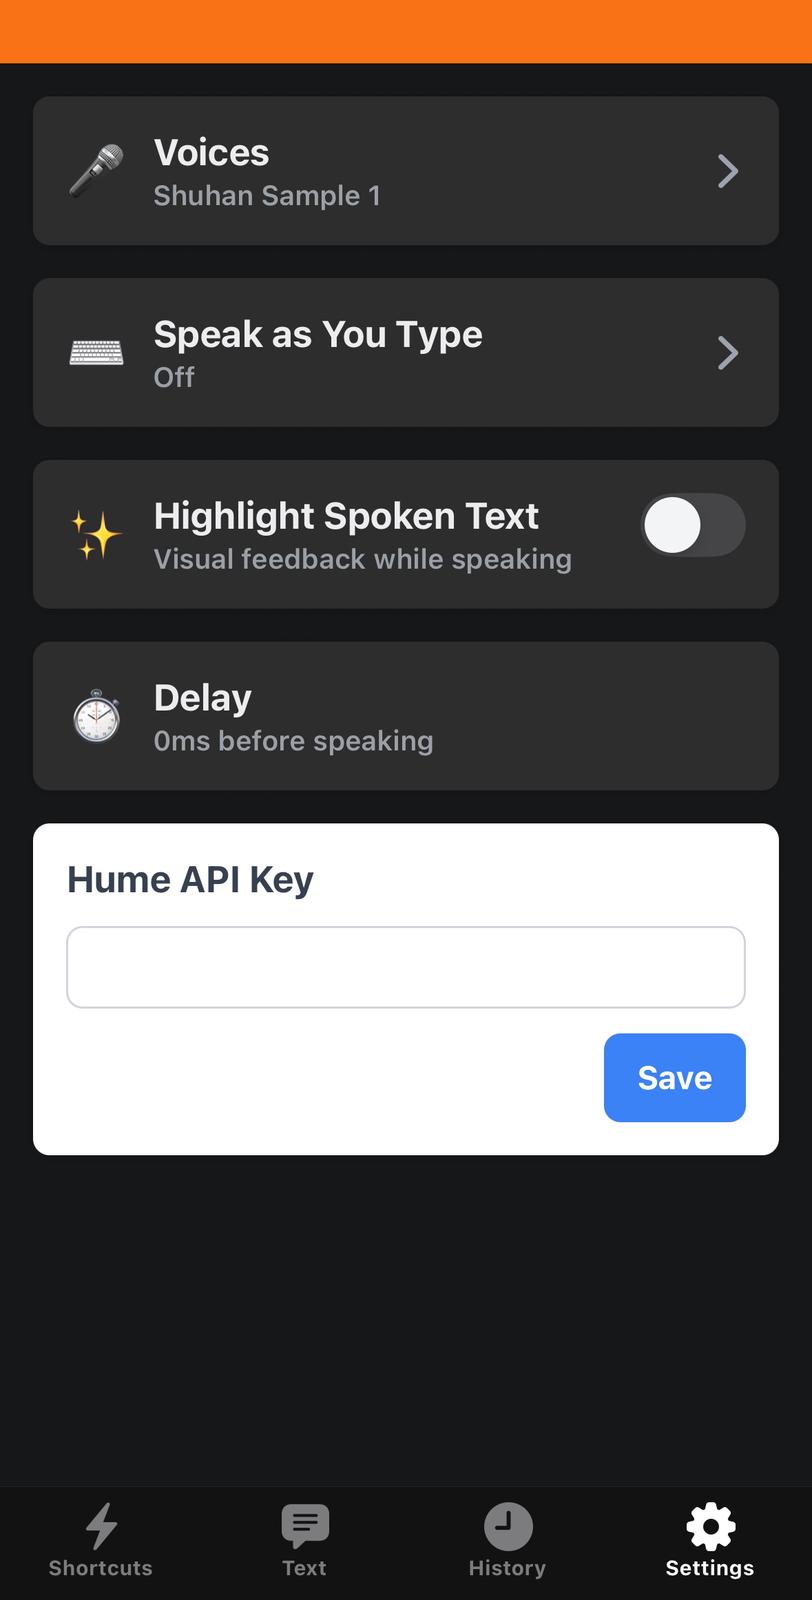 Voices
Shuhan Sample 1
Speak as You Type
Off
Highlight Spoken Text
Visual feedback while speaking
Delay
0ms before speaking
Hume API Key
Save
Shortcuts
Text
History
Settings